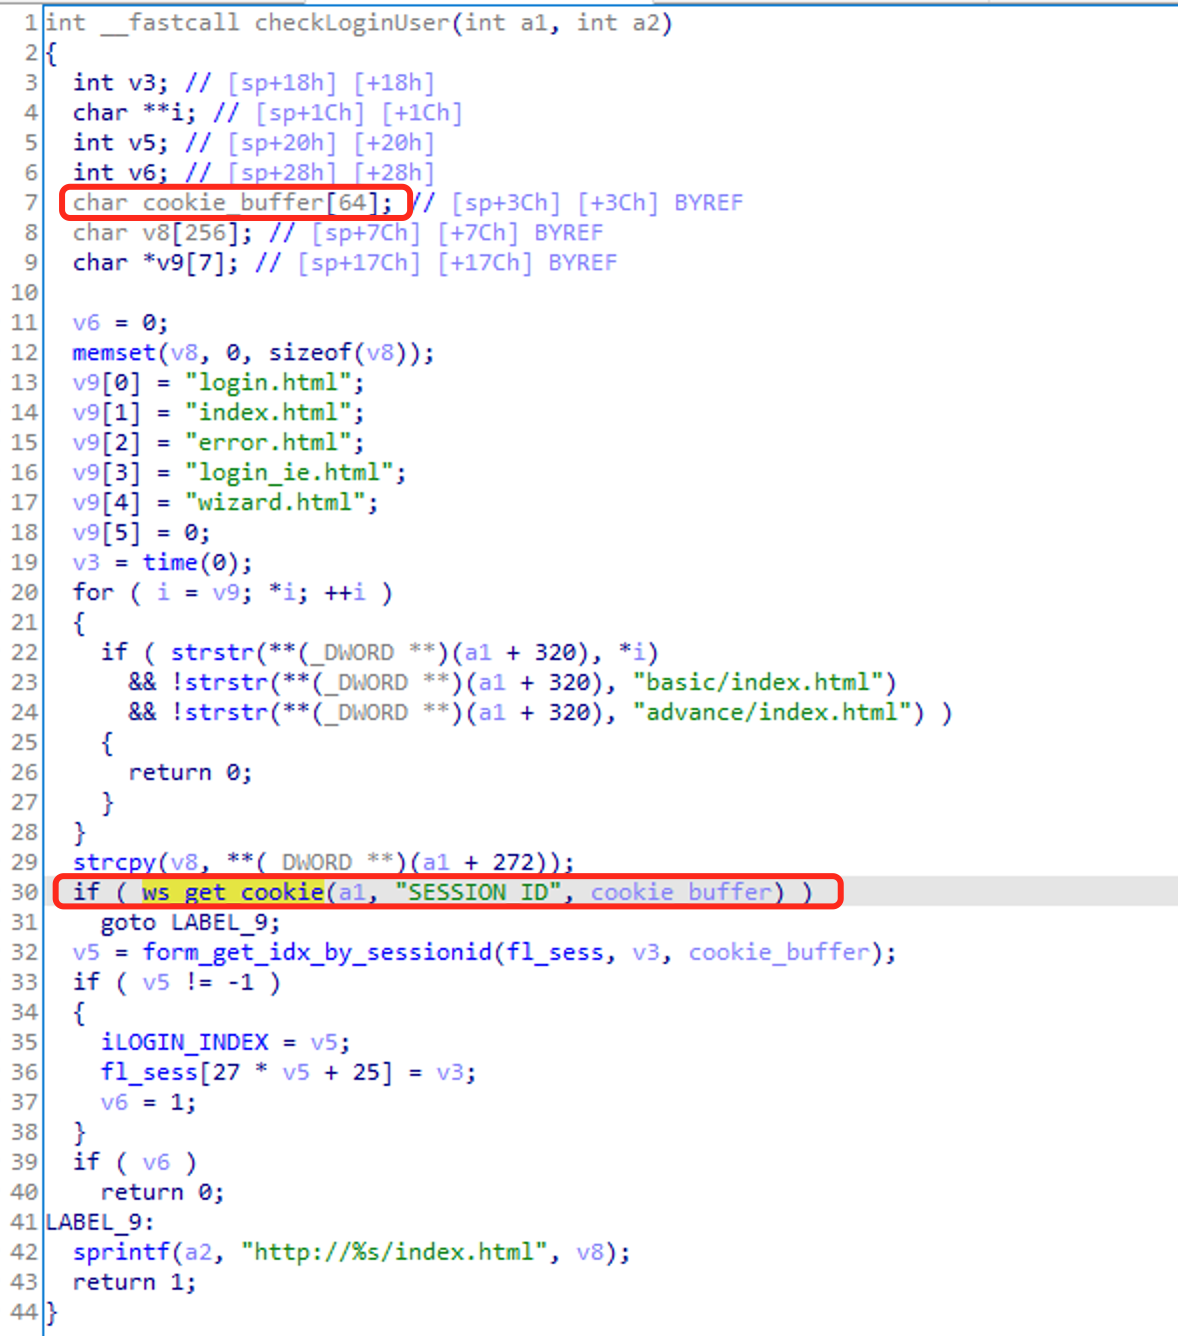 1 int __fastcall checkLoginUser(int a1, int a2)
2 {
3 int v3; // [sp+18h] [+18h]
4 char **i; // [sp+1Ch] [+1Ch]
5 int v5; // [sp+20h] [+20h]
6 int v6; // [sp+28h] [+28h]
7 char cookie_buffer[64]; // [sp+3Ch] [+3Ch] BYREF
8 char v8[256]; // [sp+7Ch] [+7Ch] BYREF
9 char *v9[7]; // [sp+17Ch] [+17Ch] BYREF
10
11 v6 = 0;
12 memset(v8, 0, sizeof(v8));
13 v9[0] = "login.html";
14 v9[1] = "index.html";
15 v9[2] = "error.html";
16 v9[3] = "login_ie.html";
17 v9[4] = "wizard.html";
18 v9[5] = 0;
19 v3 = time(0);
20 for ( i = v9; *i; ++i )
21 {
22 if ( strstr(**(_DWORD **)(a1 + 320), *i)
23 && !strstr(**(_DWORD **)(a1 + 320), "basic/index.html")
24 && !strstr(**(_DWORD **)(a1 + 320), "advance/index.html") )
25 {
26 return 0;
27 }
28 }
29 strcpy(v8, **(_DWORD **)(a1 + 272));
30 if ( ws_get_cookie(a1, "SESSION_ID", cookie_buffer) )
31 goto LABEL_9;
32 v5 = form_get_idx_by_sessionid(fl_sess, v3, cookie_buffer);
33 if ( v5 != -1 )
34 {
35 iLOGIN_INDEX = v5;
36 fl_sess[27 * v5 + 25] = v3;
37 v6 = 1;
38 }
39 if ( v6 )
40 return 0;
41 LABEL_9:
42 sprintf(a2, "http://%s/index.html", v8);
43 return 1;
44 }